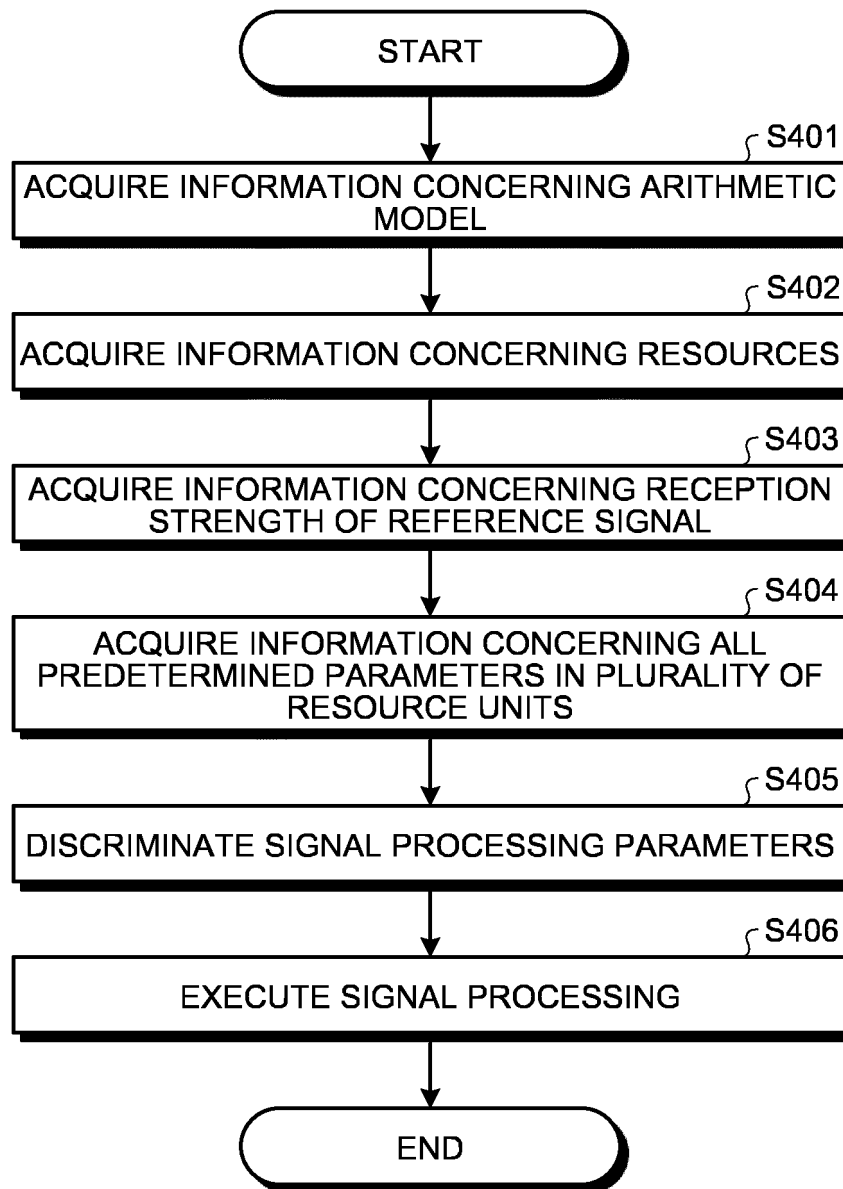 START
S401
ACQUIRE INFORMATION CONCERNING ARITHMETIC
MODEL
S402
ACQUIRE INFORMATION CONCERNING RESOURCES
S403
ACQUIRE INFORMATION CONCERNING RECEPTION
STRENGTH OF REFERENCE SIGNAL
S404
ACQUIRE INFORMATION CONCERNING ALL
PREDETERMINED PARAMETERS IN PLURALITY OF
RESOURCE UNITS
S405
DISCRIMINATE SIGNAL PROCESSING PARAMETERS
S406
EXECUTE SIGNAL PROCESSING
END